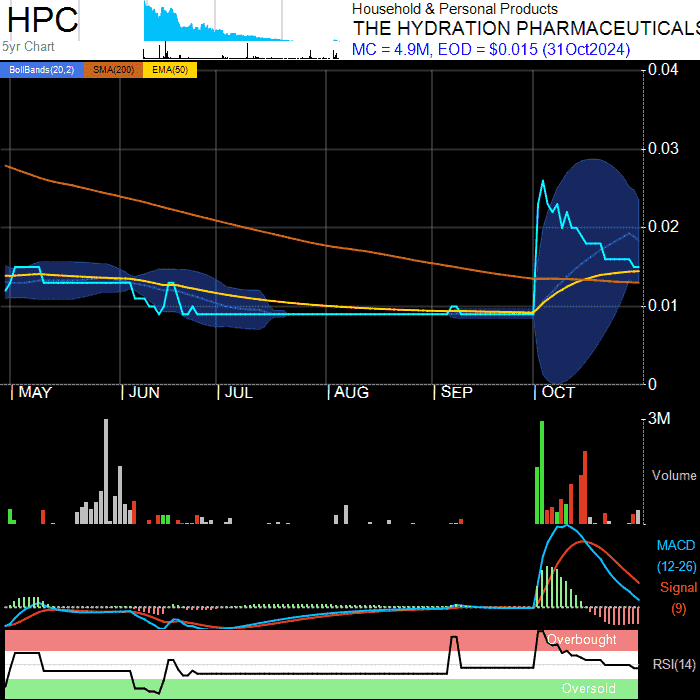 HPC
5yr Chart
Household & Personal Products
THE HYDRATION PHARMACEUTICALS
MC = 4.9M, EOD = $0.015 (31Oct2024)
BollBands(20,2) SMA(200) EMA(50)
0.04
0.03
0.02
0.01
0
MAY JUN JUL AUG SEP OCT
3M
Volume
MACD
(12-26)
Signal
(9)
Overbought
RSI(14)
Oversold